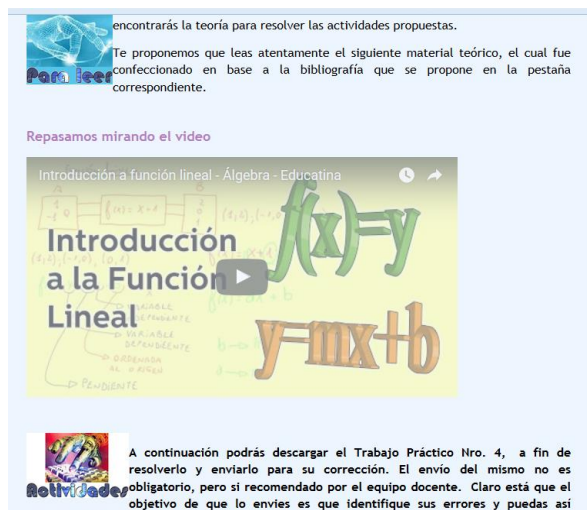 encontrarás la teoría para resolver las actividades propuestas.
Te proponemos que leas atentamente el siguiente material teórico, el cual fue
confeccionado en base a la bibliografía que se propone en la pestaña
correspondiente.
Para leer
Repasamos mirando el video
Introducción a función lineal - Álgebra - Educatina
Introducción
a la Función
Lineal
f(x)=y
y=mx+b
VARIABLE
DEPENDIENTE
ORDENADA
AL ORIGEN
PENDIENTE
A continuación podrás descargar el Trabajo Práctico Nro. 4, a fin de
resolverlo y enviarlo para su corrección. El envío del mismo no es
obligatorio, pero si recomendado por el equipo docente. Claro está que el
objetivo de que lo envies es que identifique sus errores y puedas así
Actividades